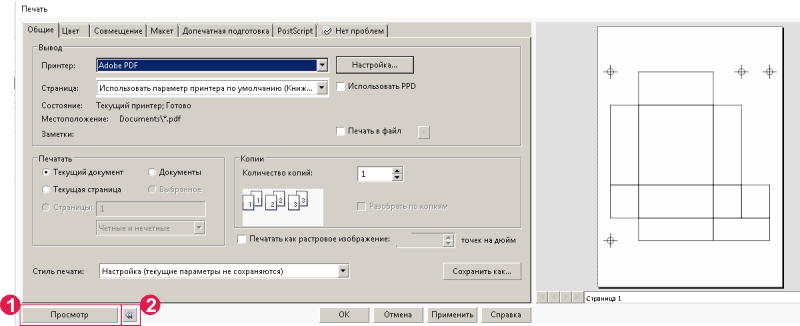 Печать
Общие Цвет Совмещение Макет Допечатная подготовка PostScript Нет проблем
Вывод
Принтер: Adobe PDF Настройка...
Страница: Использовать параметр принтера по умолчанию (Книж... Использовать PPD
Состояние: Текущий принтер; Готово
Местоположение: Documents\*.pdf
Заметки: Печать в файл
Печатать
Текущий документ Документы
Текущая страница Выбранное
Страницы: 1
Четные и нечетные
Копии
Количество копий: 1
1 1 2 2 3 3
Разобрать по копиям
Печатать как растровое изображение: точек на дюйм
Стиль печати: Настройка (текущие параметры не сохраняются) Сохранить как...
Страница 1
1 Просмотр 2 ОК Отмена Применить Справка